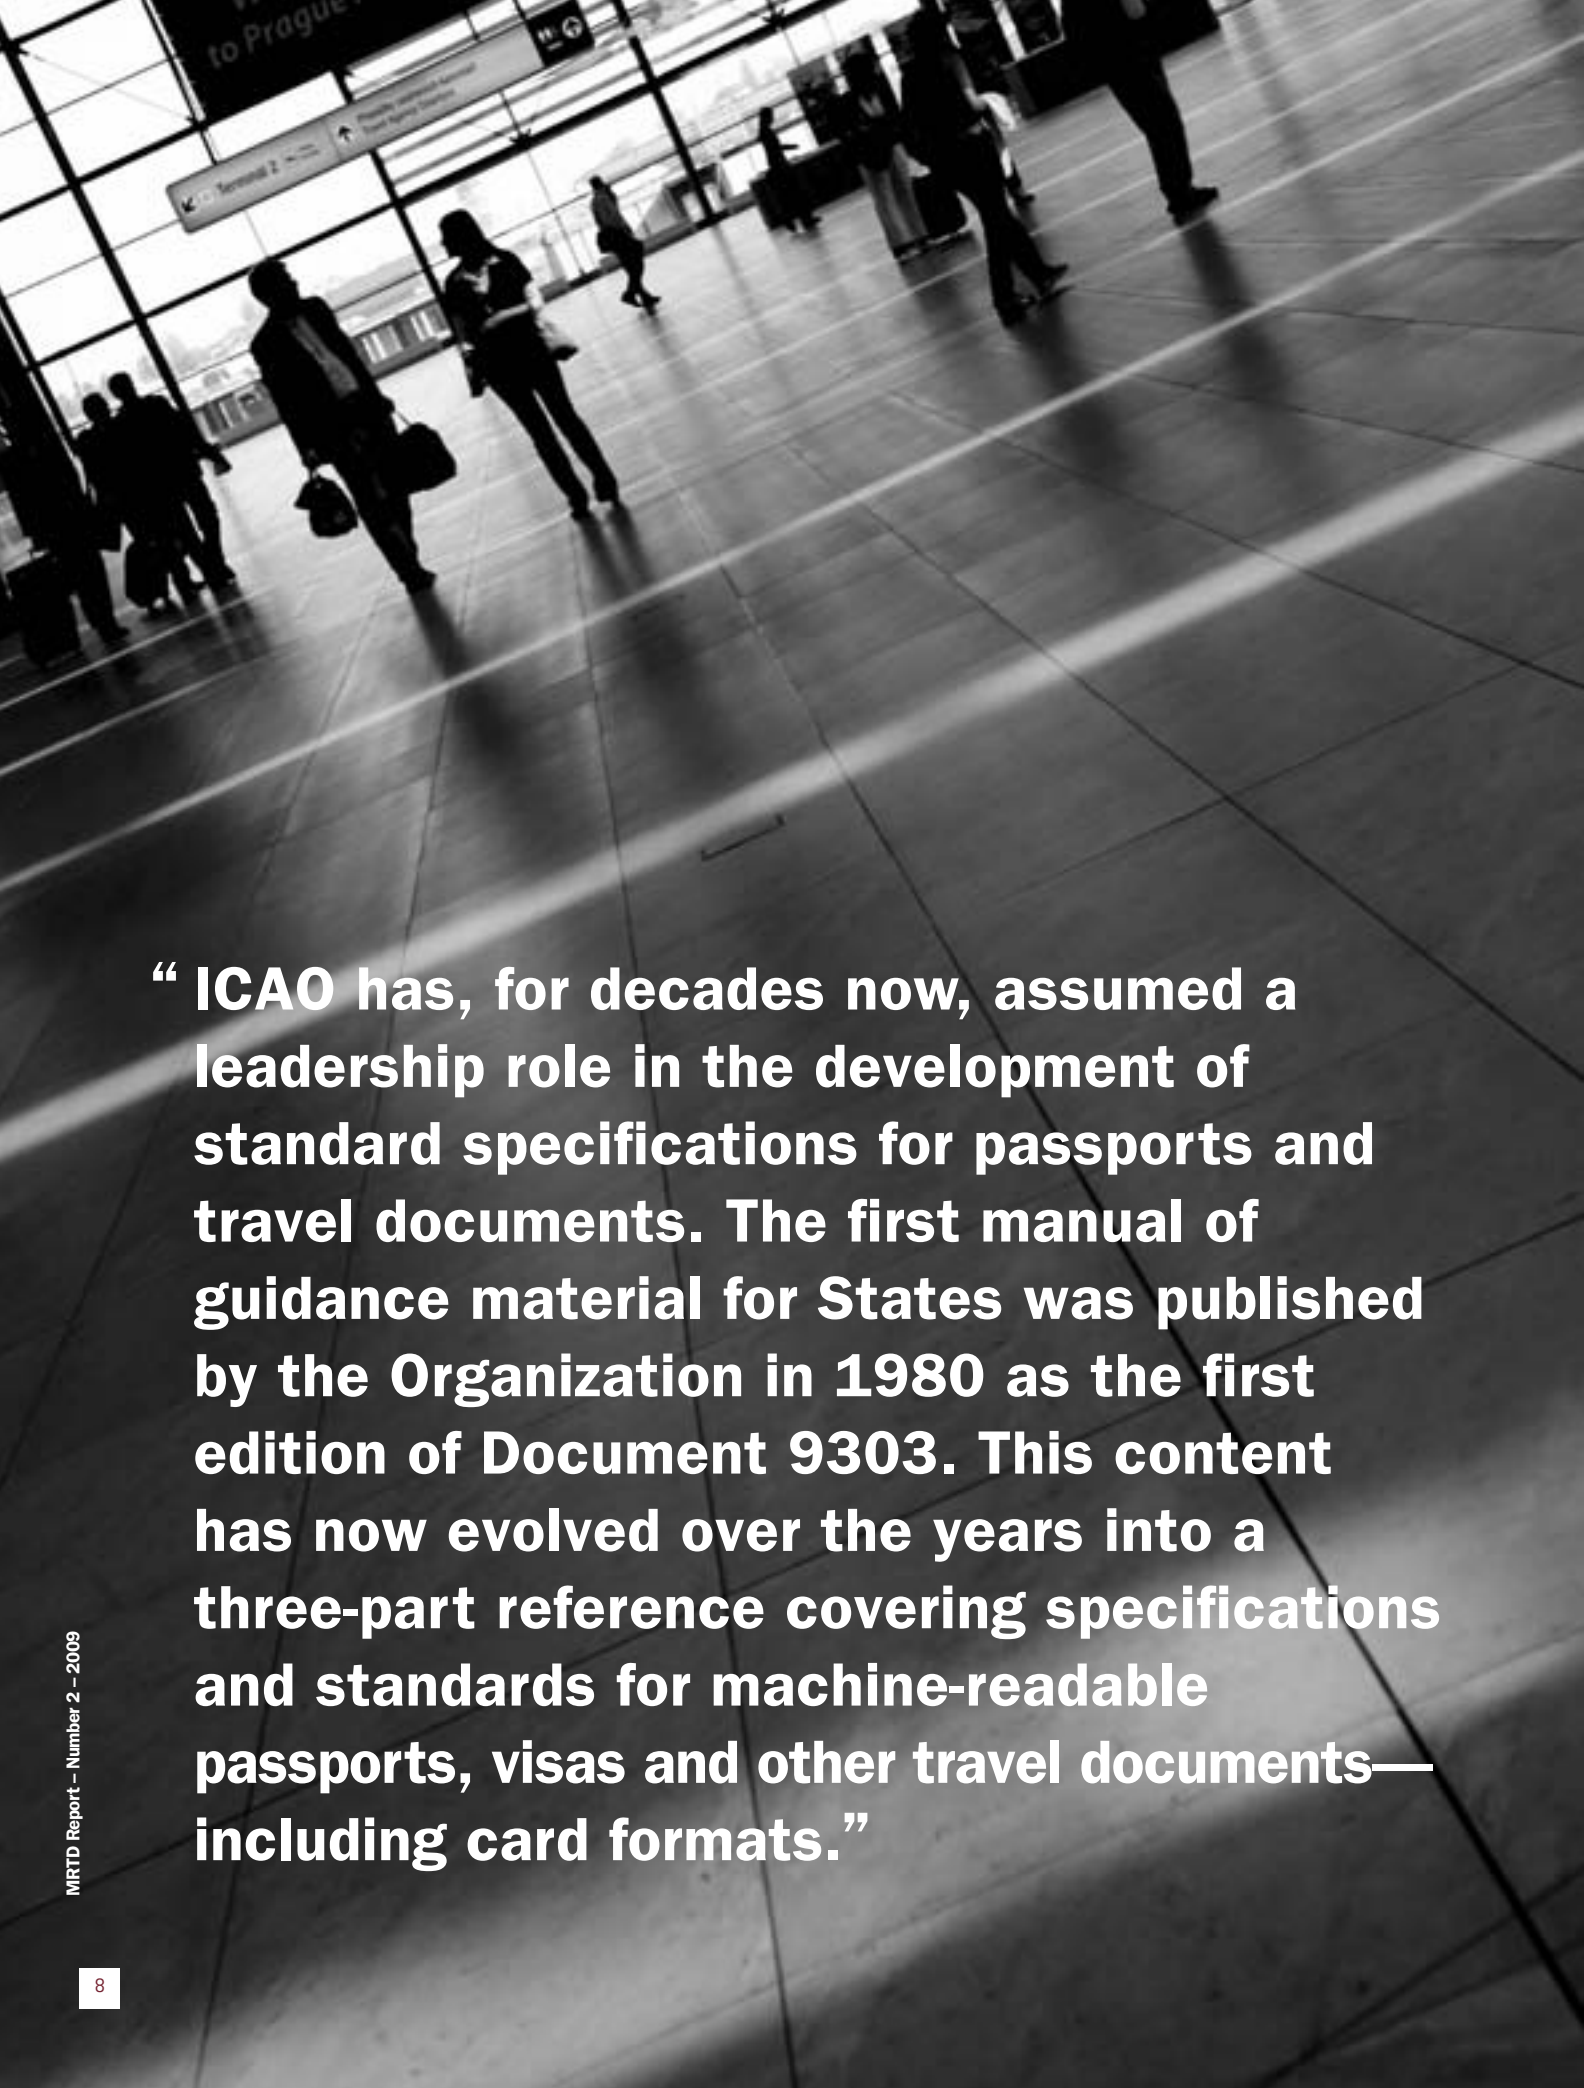 to Prague
Terminal 2
“ICAO has, for decades now, assumed a
leadership role in the development of
standard specifications for passports and
travel documents. The first manual of
guidance material for States was published
by the Organization in 1980 as the first
edition of Document 9303. This content
has now evolved over the years into a
three-part reference covering specifications
and standards for machine-readable
passports, visas and other travel documents—
including card formats.”
MRTD Report – Number 2 – 2009
8